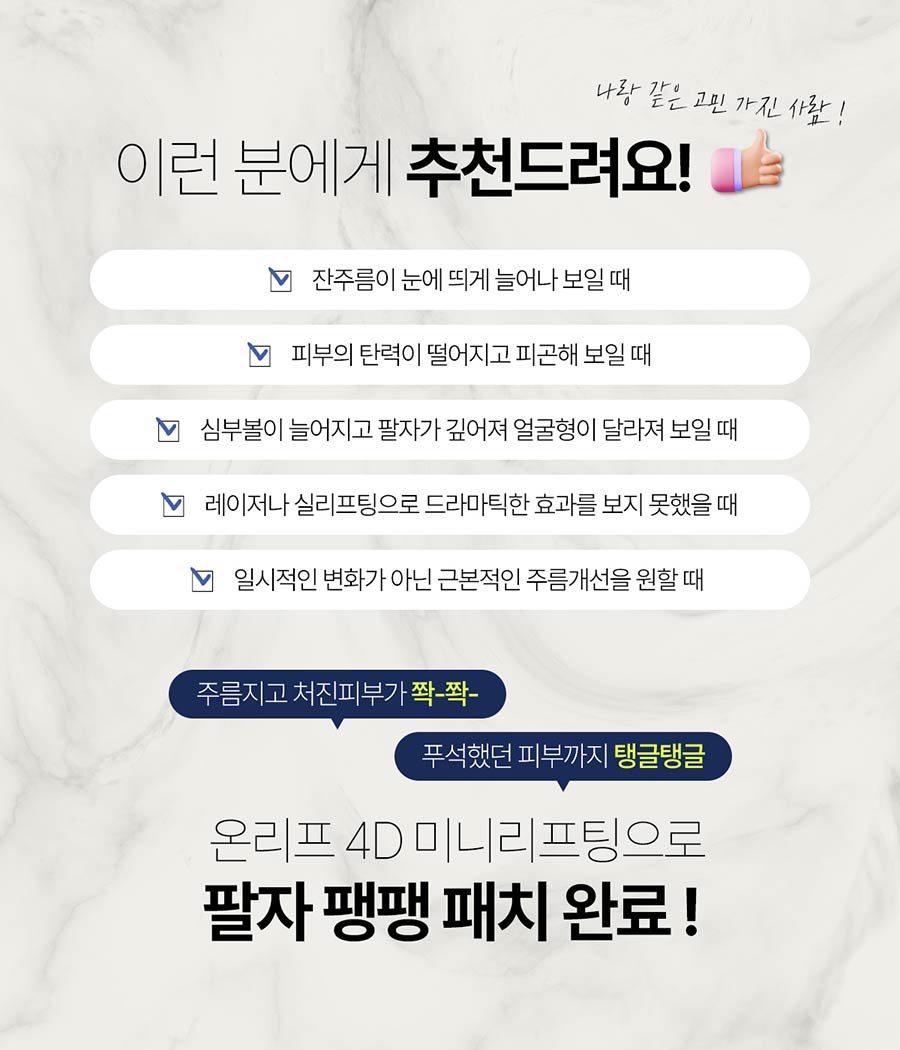 나랑 같은 고민 가진 사람!
이런 분에게 추천드려요!
잔주름이 눈에 띄게 늘어나 보일 때
피부의 탄력이 떨어지고 피곤해 보일 때
심부볼이 늘어지고 팔자가 깊어져 얼굴형이 달라져 보일 때
레이저나 실리프팅으로 드라마틱한 효과를 보지 못했을 때
일시적인 변화가 아닌 근본적인 주름개선을 원할 때
주름지고 처진피부가 쫙-쫙-
푸석했던 피부까지 탱글탱글
온리프 4D 미니리프팅으로
팔자 팽팽 패치 완료!